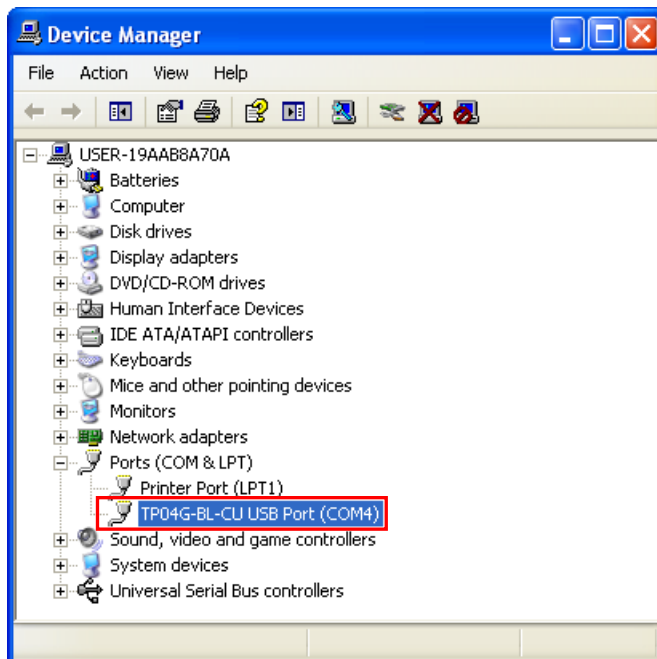 Device Manager
File Action View Help
USER-19AAB8A70A
Batteries
Computer
Disk drives
Display adapters
DVD/CD-ROM drives
Human Interface Devices
IDE ATA/ATAPI controllers
Keyboards
Mice and other pointing devices
Monitors
Network adapters
Ports (COM & LPT)
Printer Port (LPT1)
TP04G-BL-CU USB Port (COM4)
Sound, video and game controllers
System devices
Universal Serial Bus controllers